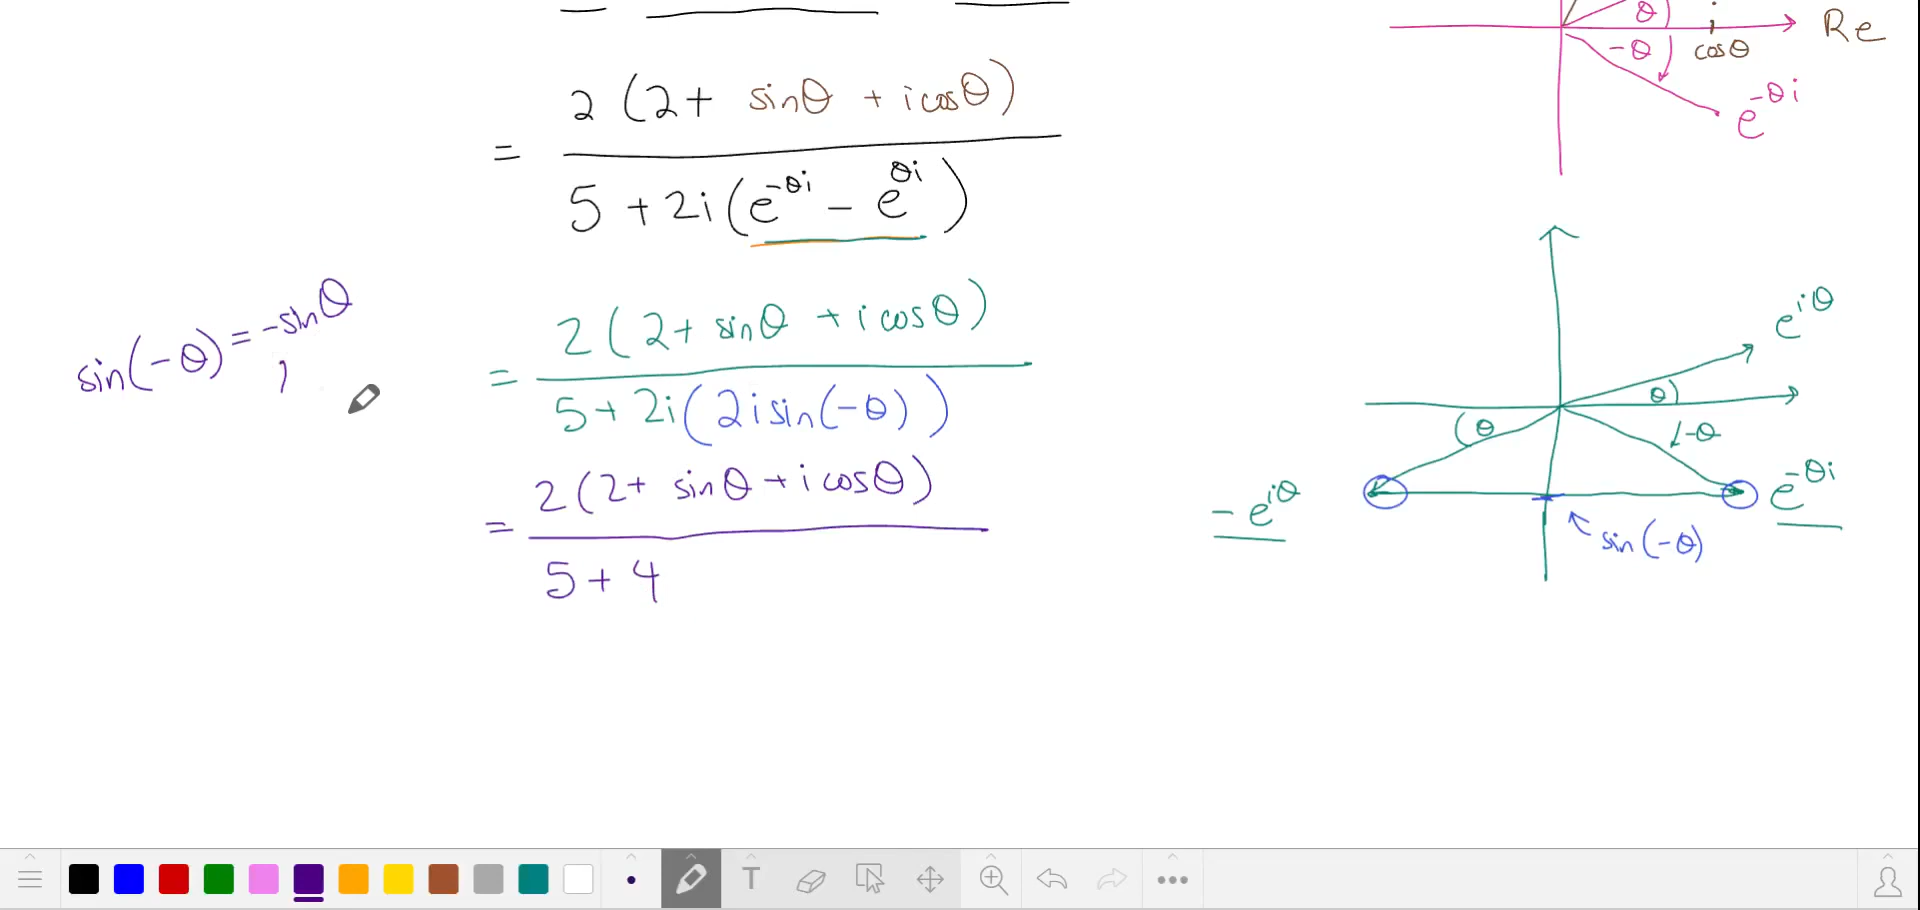 2 (2+ sinθ + i cosθ)
=
5 + 2i (e^-θi − e^θi)
sin(−θ) = −sinθ
2 (2+ sinθ + i cosθ)
=
5 + 2i (2i sin(−θ))
2 (2+ sinθ + i cosθ)
=
5 + 4
θ
−θ
cosθ
Re
e^-θi
e^iθ
θ
θ
−θ
−e^iθ
e^-θi
sin(−θ)
T